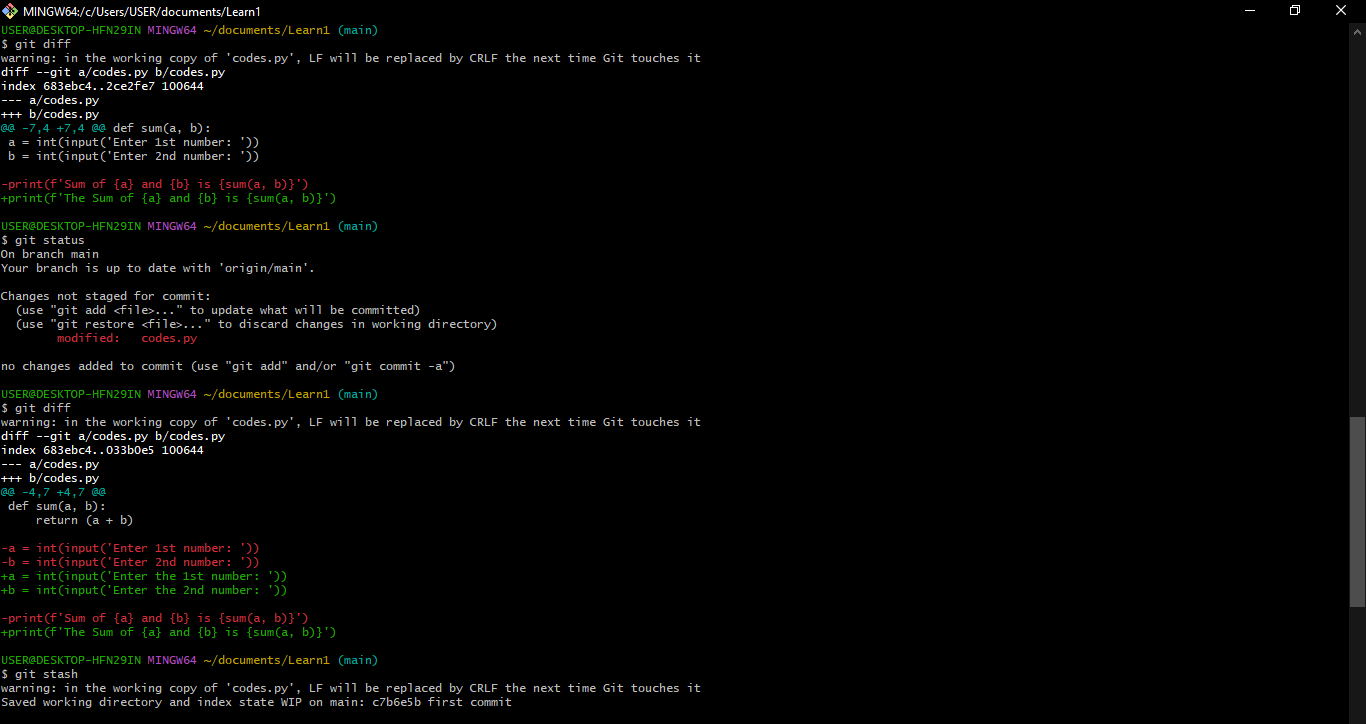 MINGW64:/c/Users/USER/documents/Learn1
USER@DESKTOP-HFN29IN MINGW64 ~/documents/Learn1 (main)
$ git diff
warning: in the working copy of 'codes.py', LF will be replaced by CRLF the next time Git touches it
diff --git a/codes.py b/codes.py
index 683ebc4..2ce2fe7 100644
--- a/codes.py
+++ b/codes.py
@@ -7,4 +7,4 @@ def sum(a, b):
 a = int(input('Enter 1st number: '))
 b = int(input('Enter 2nd number: '))

-print(f'Sum of {a} and {b} is {sum(a, b)}')
+print(f'The Sum of {a} and {b} is {sum(a, b)}')

USER@DESKTOP-HFN29IN MINGW64 ~/documents/Learn1 (main)
$ git status
On branch main
Your branch is up to date with 'origin/main'.

Changes not staged for commit:
  (use "git add <file>..." to update what will be committed)
  (use "git restore <file>..." to discard changes in working directory)
        modified:   codes.py

no changes added to commit (use "git add" and/or "git commit -a")

USER@DESKTOP-HFN29IN MINGW64 ~/documents/Learn1 (main)
$ git diff
warning: in the working copy of 'codes.py', LF will be replaced by CRLF the next time Git touches it
diff --git a/codes.py b/codes.py
index 683ebc4..033b0e5 100644
--- a/codes.py
+++ b/codes.py
@@ -4,7 +4,7 @@
 def sum(a, b):
     return (a + b)

-a = int(input('Enter 1st number: '))
-b = int(input('Enter 2nd number: '))
+a = int(input('Enter the 1st number: '))
+b = int(input('Enter the 2nd number: '))

-print(f'Sum of {a} and {b} is {sum(a, b)}')
+print(f'The Sum of {a} and {b} is {sum(a, b)}')

USER@DESKTOP-HFN29IN MINGW64 ~/documents/Learn1 (main)
$ git stash
warning: in the working copy of 'codes.py', LF will be replaced by CRLF the next time Git touches it
Saved working directory and index state WIP on main: c7b6e5b first commit